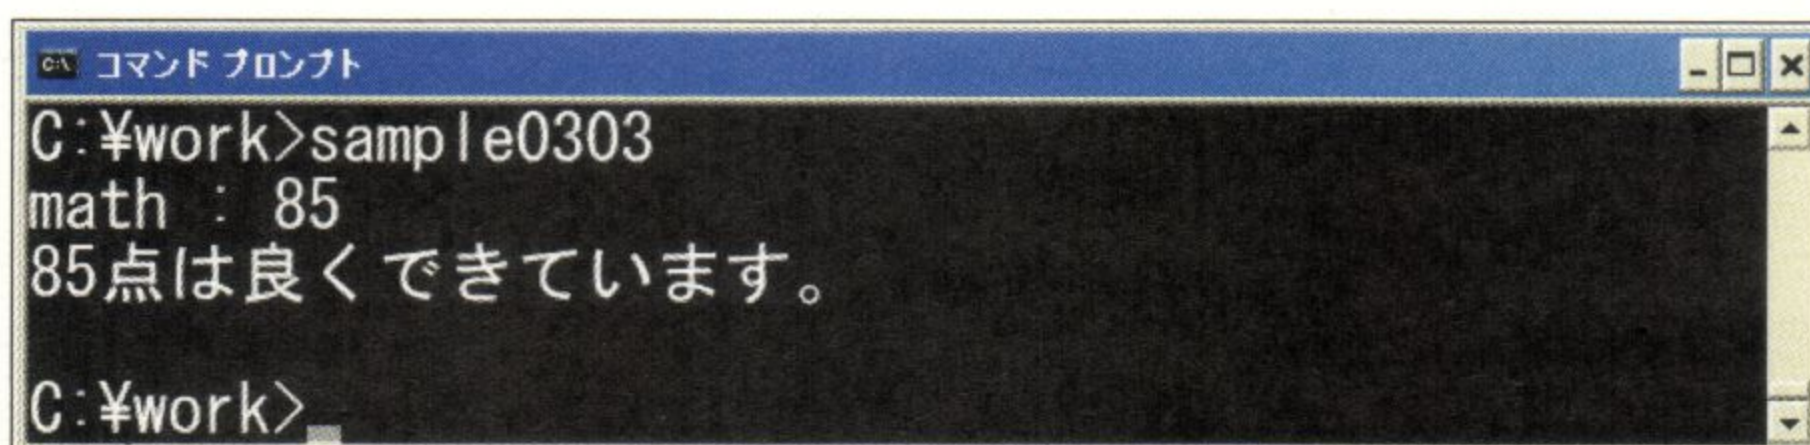 コマンド プロンプト
C:¥work>sample0303
math : 85
85点は良くできています。
C:¥work>_